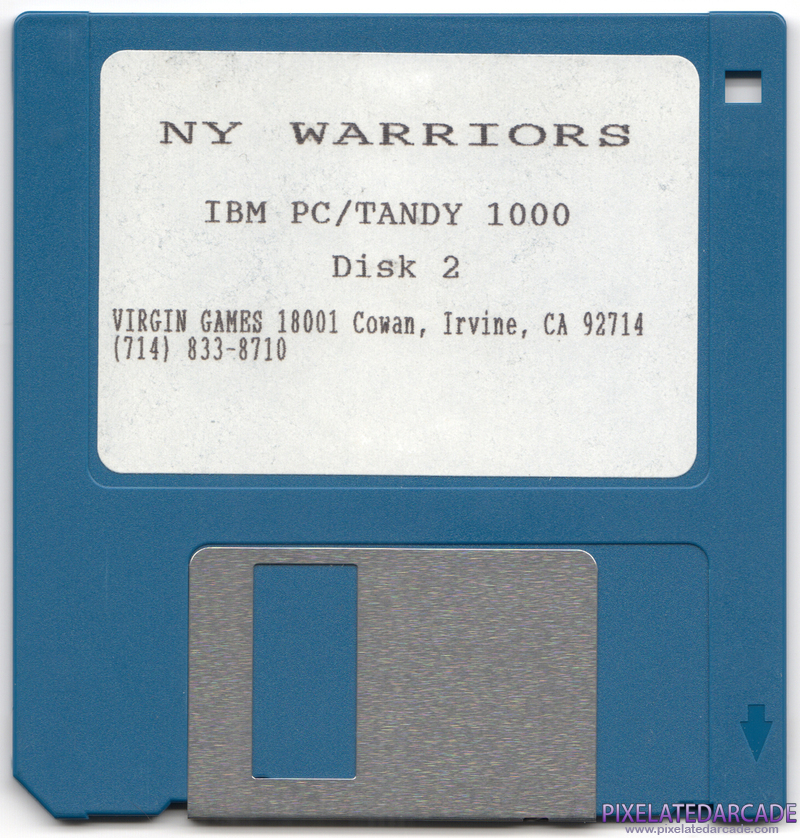 NY WARRIORS
IBM PC/TANDY 1000
Disk 2
VIRGIN GAMES 18001 Cowan, Irvine, CA 92714
(714) 833-8710
PIXELATEDARCADE
www.pixelatedarcade.com